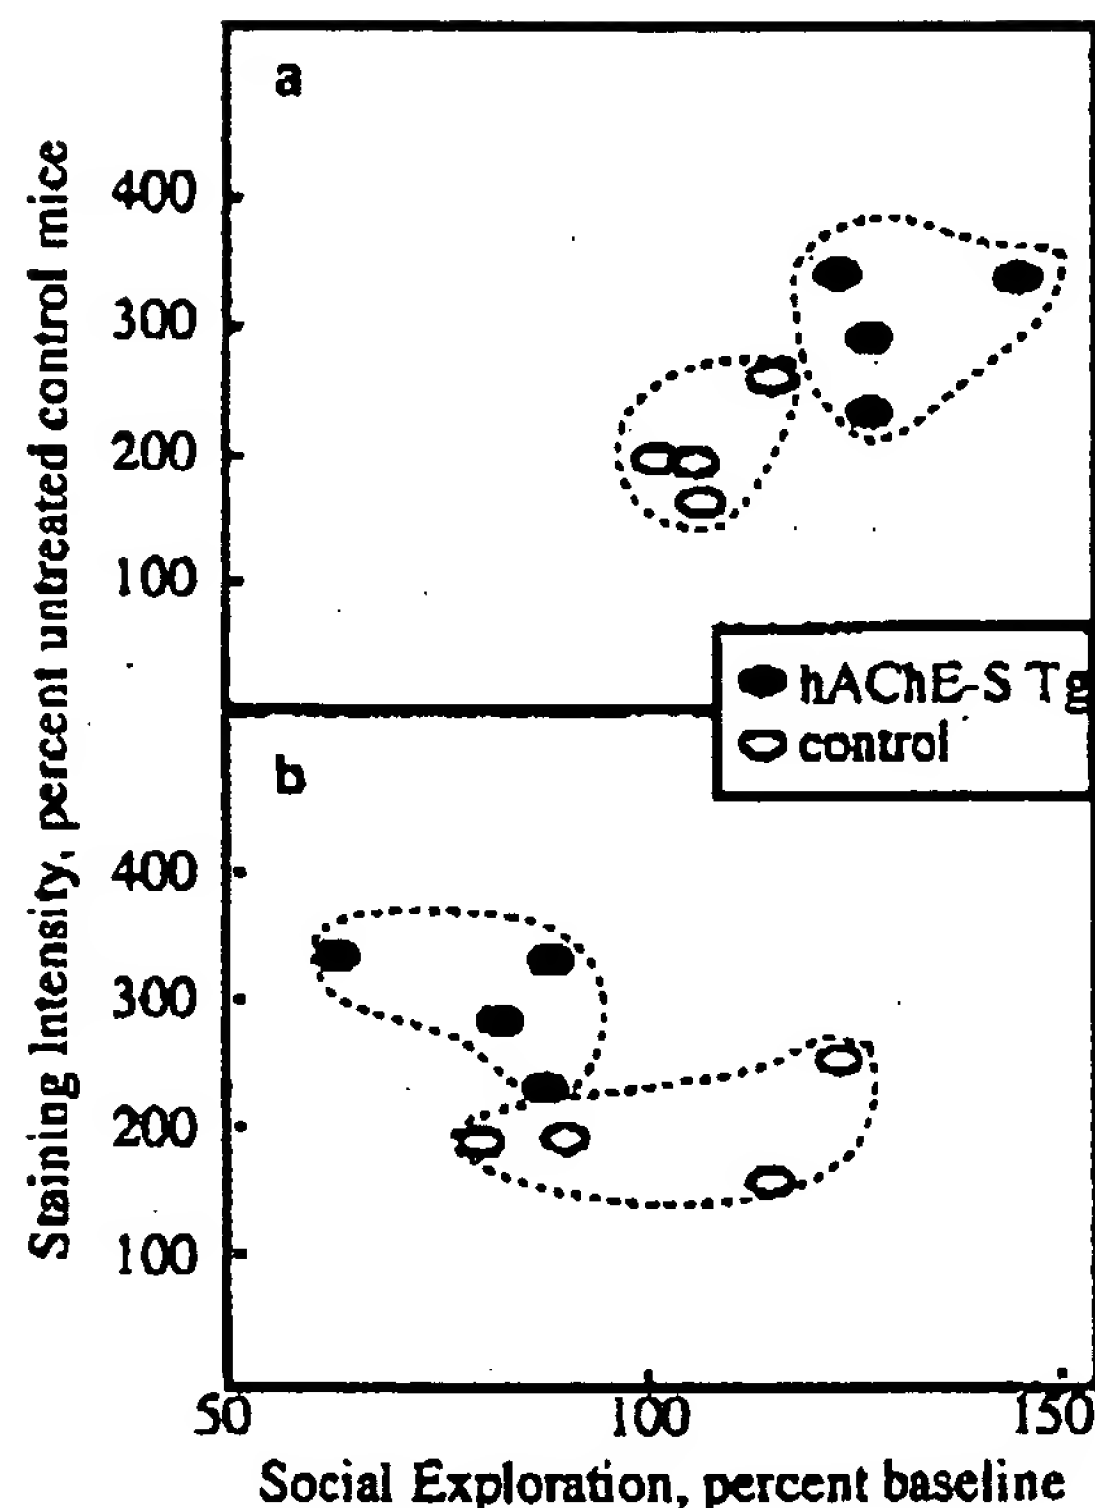 a
Staining Intensity, percent untreated control mice
400
300
200
100
hAChE-S Tg
control
b
400
300
200
100
50 100 150
Social Exploration, percent baseline